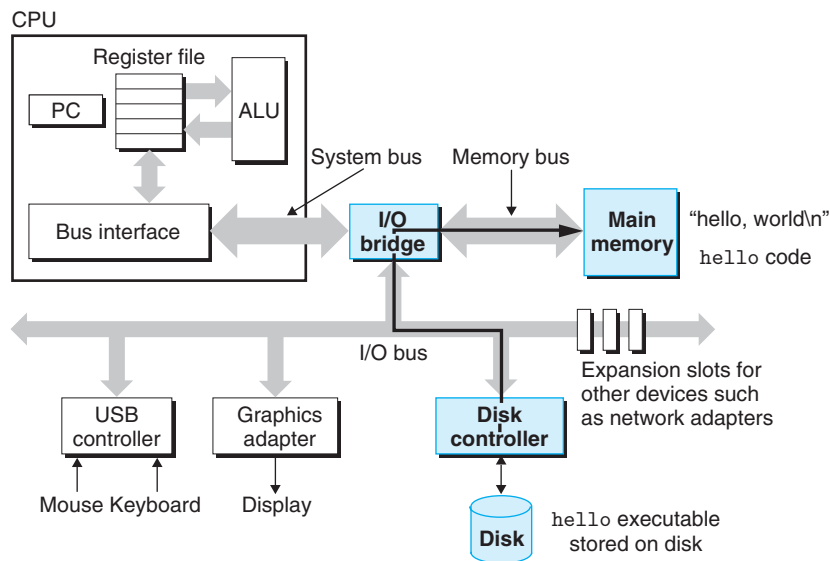 CPU
Register file
PC
ALU
System bus
Memory bus
Bus interface
I/O
bridge
Main
memory
“hello, world\n”
hello code
I/O bus
Expansion slots for
other devices such
as network adapters
USB
controller
Graphics
adapter
Disk
controller
Mouse Keyboard
Display
Disk
hello executable
stored on disk